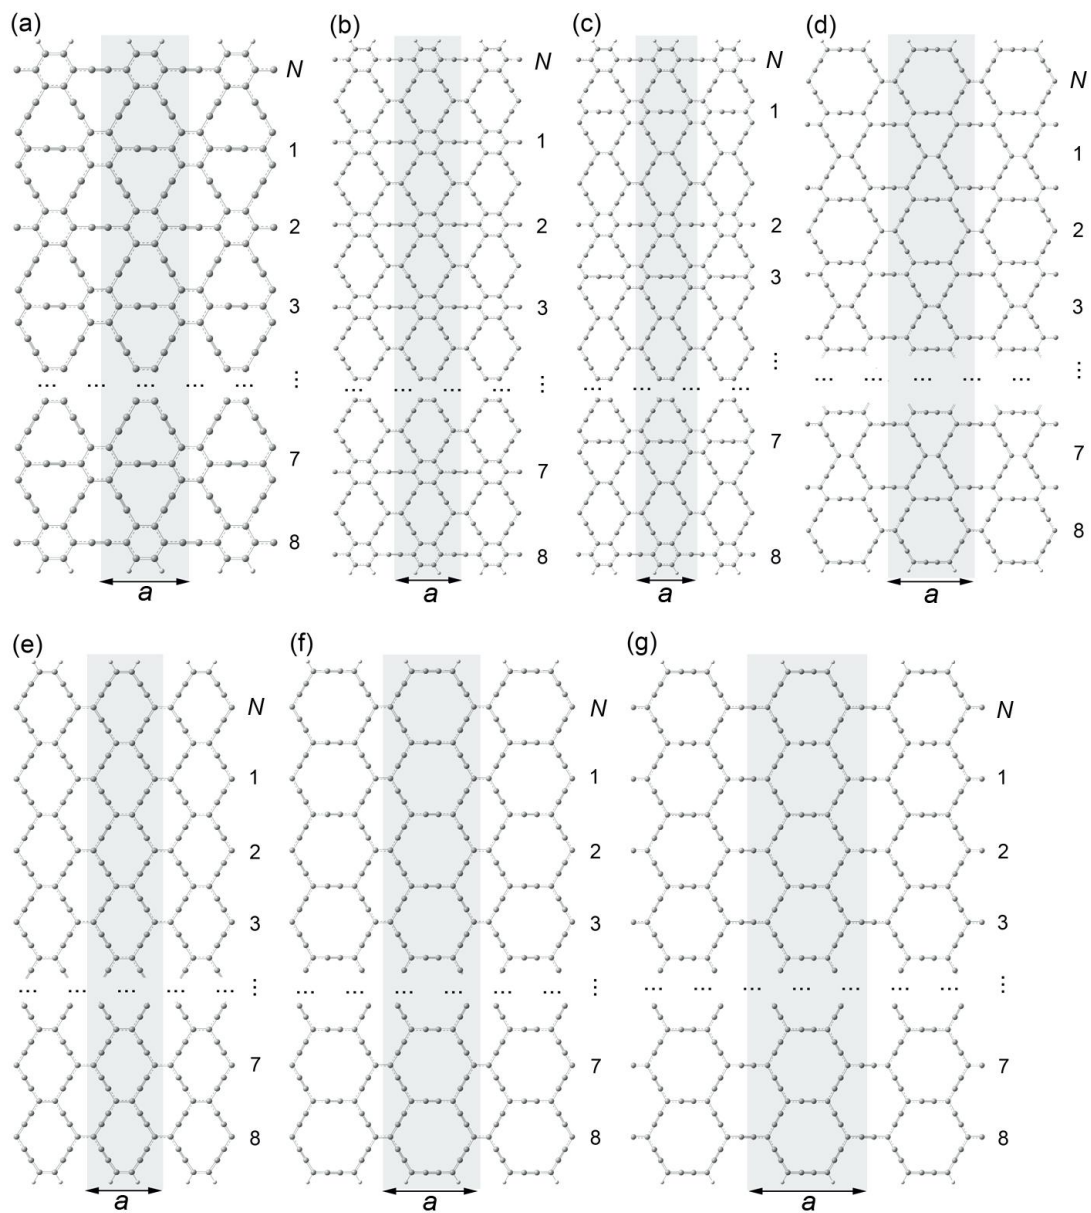 (a) (b) (c) (d)
N N N N
1 1 1 1
2 2 2 2
3 3 3 3
... ... ... ... ... ⋮ ... ... ... ... ⋮ ... ... ... ... ⋮ ... ... ... ... ... ⋮
7 7 7 7
8 8 8 8
a a a a
(e) (f) (g)
N N N
1 1 1
2 2 2
3 3 3
... ... ... ... ... ⋮ ... ... ... ... ... ... ⋮ ... ... ... ... ... ... ... ⋮
7 7 7
8 8 8
a a a